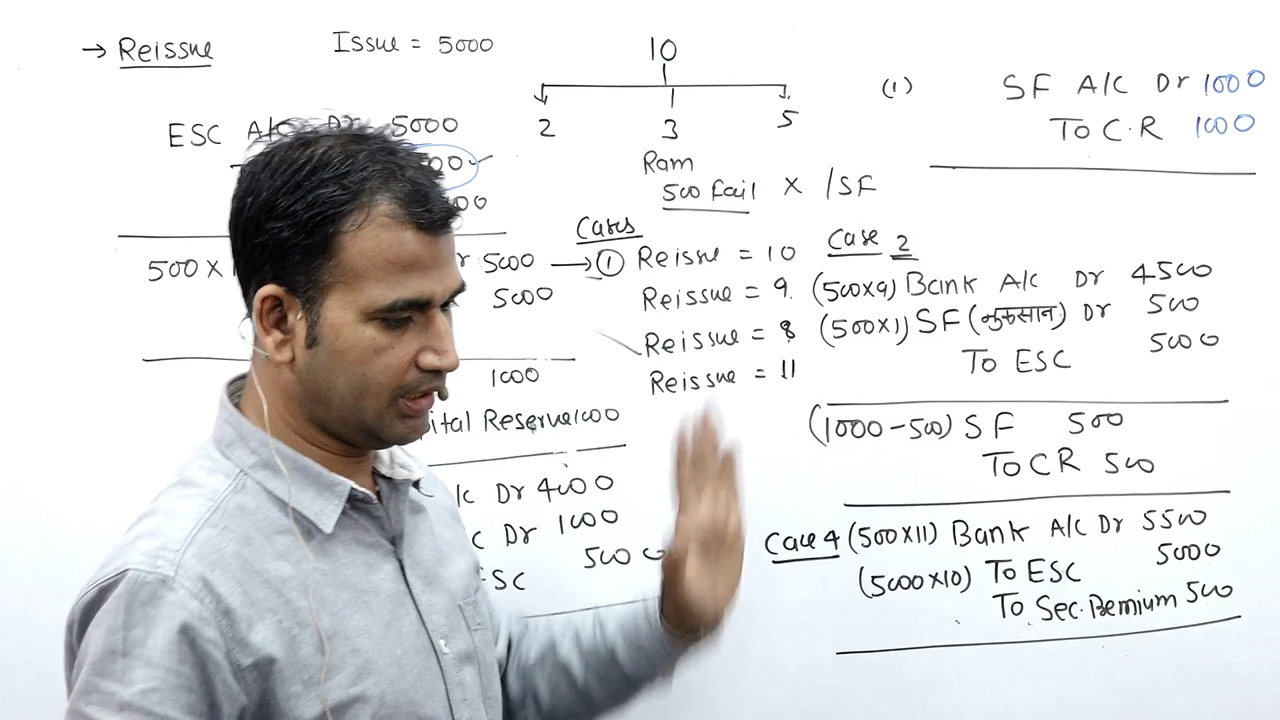 → Reissue
Issue = 5000
10
2 3 5
Ram
500 fail × /SF
ESC A/C Dr 5000
500 ×
5000 → ① Reissue = 10
5000
Cases
Reissue = 9
Reissue = 8
Reissue = 11
1000
pital Reserve 1000
/c Dr 4000
c Dr 1000
ESC 5000
(1) SF A/C Dr 1000
To C.R 1000
Case 2
(500×9) Bank A/C Dr 4500
(500×1) SF (नुकसान) Dr 500
To ESC 5000
(1000-500) SF 500
To CR 500
Case 4 (500×11) Bank A/C Dr 5500
(5000×10) To ESC 5000
To Sec. Premium 500